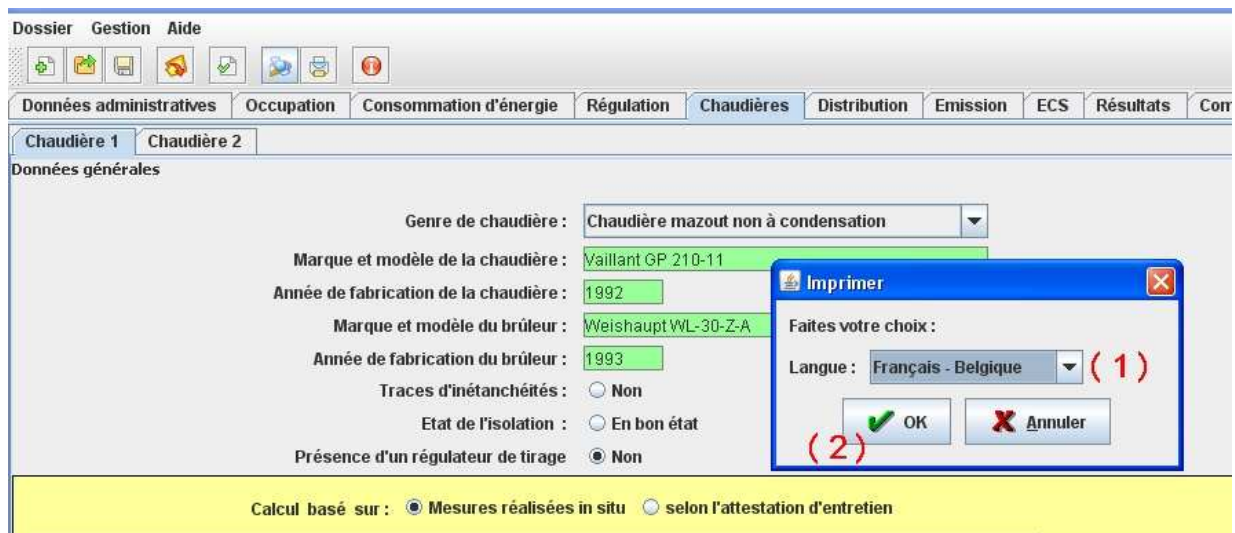 Dossier Gestion Aide
Données administratives Occupation Consommation d'énergie Régulation Chaudières Distribution Emission ECS Résultats Com
Chaudière 1 Chaudière 2
Données générales
Genre de chaudière : Chaudière mazout non à condensation
Marque et modèle de la chaudière : Vaillant GP 210-11
Année de fabrication de la chaudière : 1992
Marque et modèle du brûleur : Weishaupt WL-30-Z-A
Année de fabrication du brûleur : 1993
Traces d'inétanchéités : Non
Etat de l'isolation : En bon état
Présence d'un régulateur de tirage Non
Imprimer
Faites votre choix :
Langue : Français - Belgique (1)
OK Annuler
(2)
Calcul basé sur : Mesures réalisées in situ selon l'attestation d'entretien